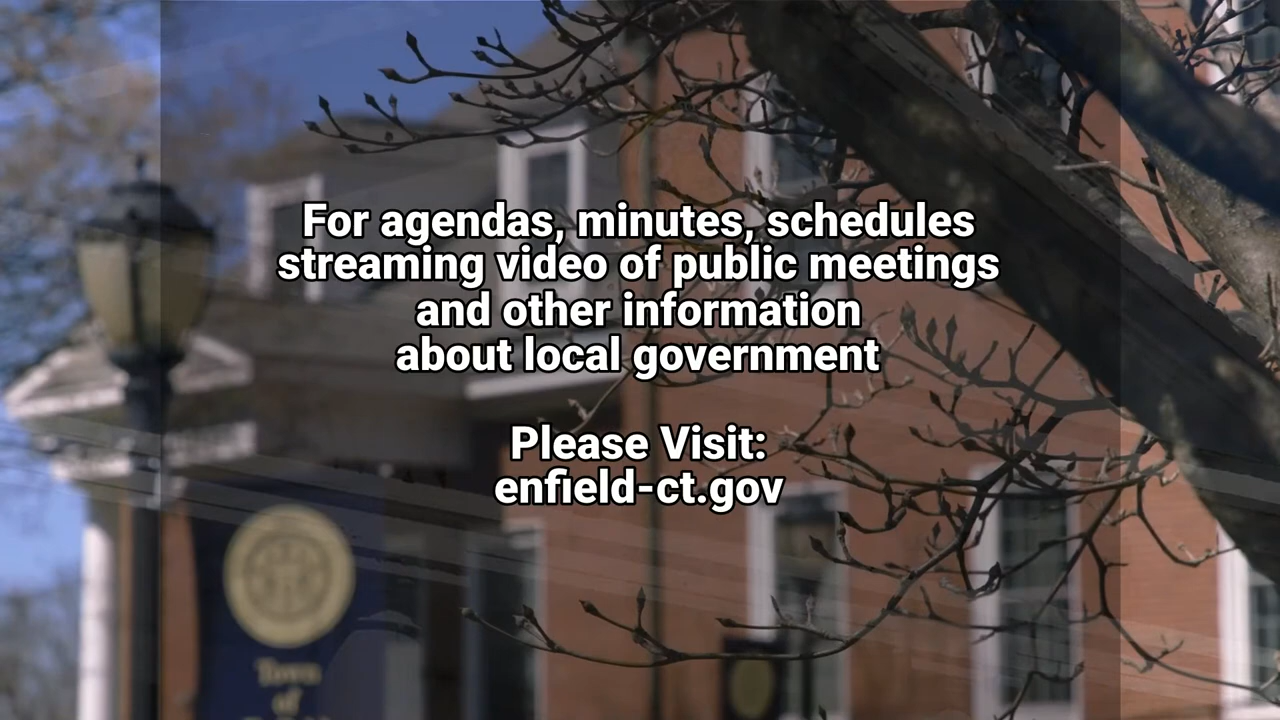 For agendas, minutes, schedules
streaming video of public meetings
and other information
about local government
Please Visit:
enfield-ct.gov
Town
of